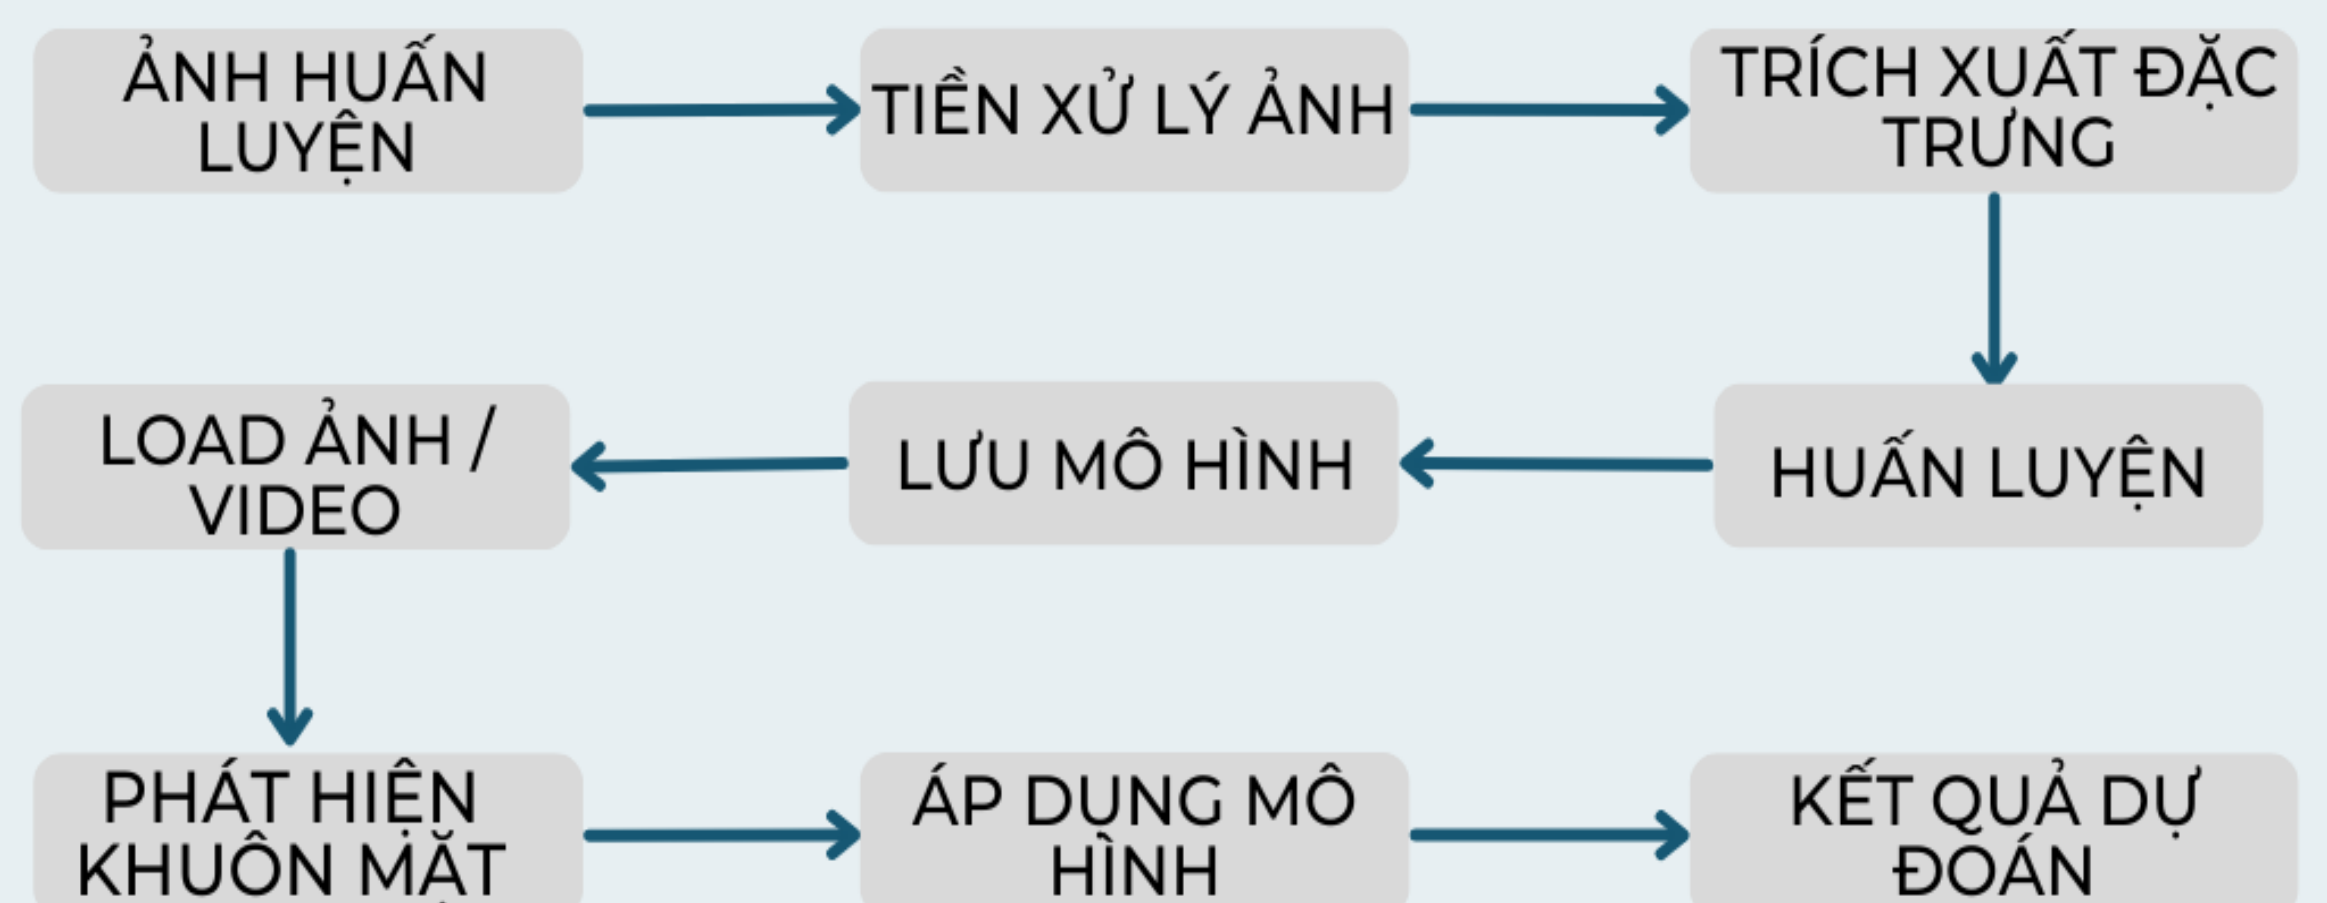 ẢNH HUẤN
LUYỆN
TIỀN XỬ LÝ ẢNH
TRÍCH XUẤT ĐẶC
TRƯNG
LOAD ẢNH /
VIDEO
LƯU MÔ HÌNH
HUẤN LUYỆN
PHÁT HIỆN
KHUÔN MẶT
ÁP DỤNG MÔ
HÌNH
KẾT QUẢ DỰ
ĐOÁN